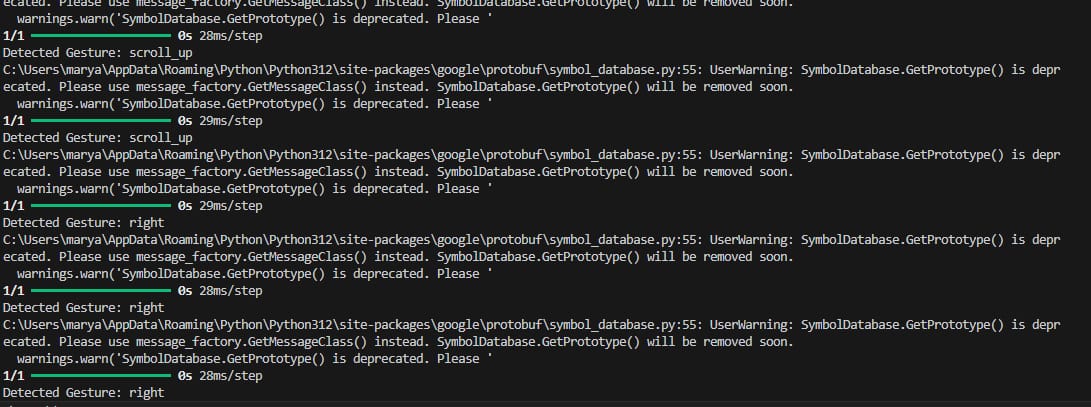 ecated. Please use message_factory.GetMessageClass() instead. SymbolDatabase.GetPrototype() will be removed soon.
  warnings.warn('SymbolDatabase.GetPrototype() is deprecated. Please '
1/1 ━━━━━━━━━━━━━━━━━━━━ 0s 28ms/step
Detected Gesture: scroll_up
C:\Users\marya\AppData\Roaming\Python\Python312\site-packages\google\protobuf\symbol_database.py:55: UserWarning: SymbolDatabase.GetPrototype() is depr
ecated. Please use message_factory.GetMessageClass() instead. SymbolDatabase.GetPrototype() will be removed soon.
  warnings.warn('SymbolDatabase.GetPrototype() is deprecated. Please '
1/1 ━━━━━━━━━━━━━━━━━━━━ 0s 29ms/step
Detected Gesture: scroll_up
C:\Users\marya\AppData\Roaming\Python\Python312\site-packages\google\protobuf\symbol_database.py:55: UserWarning: SymbolDatabase.GetPrototype() is depr
ecated. Please use message_factory.GetMessageClass() instead. SymbolDatabase.GetPrototype() will be removed soon.
  warnings.warn('SymbolDatabase.GetPrototype() is deprecated. Please '
1/1 ━━━━━━━━━━━━━━━━━━━━ 0s 29ms/step
Detected Gesture: right
C:\Users\marya\AppData\Roaming\Python\Python312\site-packages\google\protobuf\symbol_database.py:55: UserWarning: SymbolDatabase.GetPrototype() is depr
ecated. Please use message_factory.GetMessageClass() instead. SymbolDatabase.GetPrototype() will be removed soon.
  warnings.warn('SymbolDatabase.GetPrototype() is deprecated. Please '
1/1 ━━━━━━━━━━━━━━━━━━━━ 0s 28ms/step
Detected Gesture: right
C:\Users\marya\AppData\Roaming\Python\Python312\site-packages\google\protobuf\symbol_database.py:55: UserWarning: SymbolDatabase.GetPrototype() is depr
ecated. Please use message_factory.GetMessageClass() instead. SymbolDatabase.GetPrototype() will be removed soon.
  warnings.warn('SymbolDatabase.GetPrototype() is deprecated. Please '
1/1 ━━━━━━━━━━━━━━━━━━━━ 0s 28ms/step
Detected Gesture: right